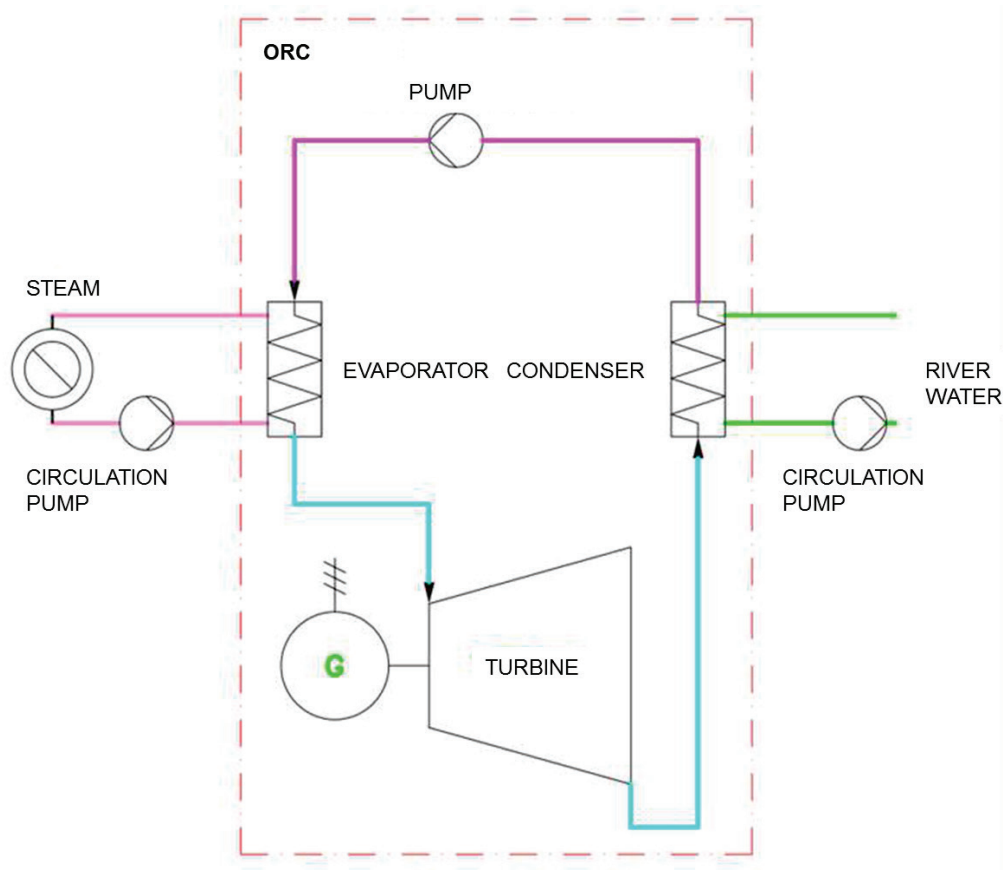 ORC
PUMP
STEAM
EVAPORATOR
CONDENSER
RIVER
WATER
CIRCULATION
PUMP
CIRCULATION
PUMP
G
TURBINE